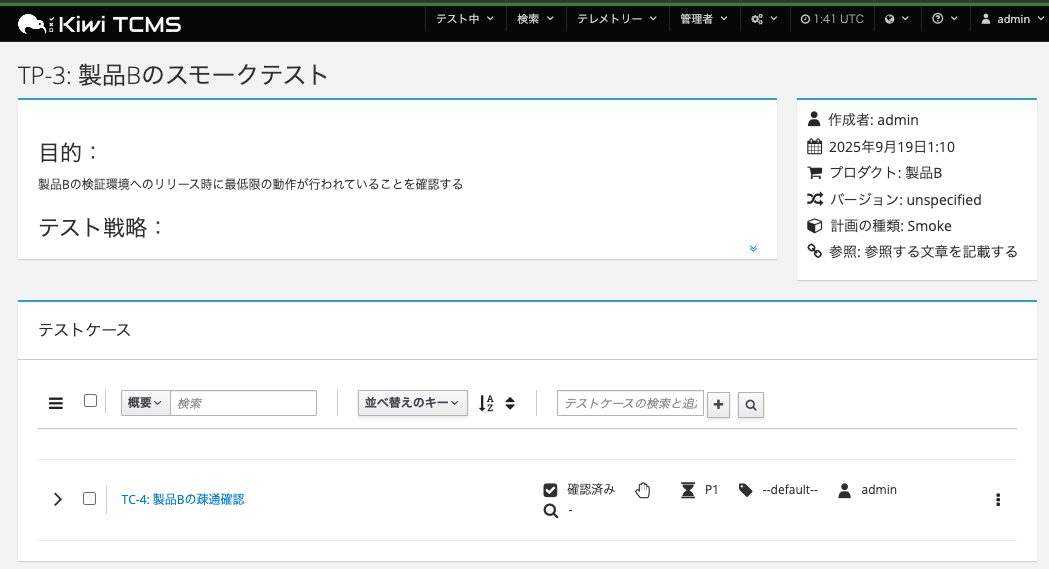 Kiwi TCMS
テスト中 検索 テレメトリー 管理者 1:41 UTC admin
TP-3: 製品Bのスモークテスト
目的：
製品Bの検証環境へのリリース時に最低限の動作が行われていることを確認する
テスト戦略：
作成者: admin
2025年9月19日1:10
プロダクト: 製品B
バージョン: unspecified
計画の種類: Smoke
参照: 参照する文章を記載する
テストケース
概要 検索 並べ替えのキー A Z テストケースの検索と追
TC-4: 製品Bの疎通確認 確認済み P1 --default-- admin
-